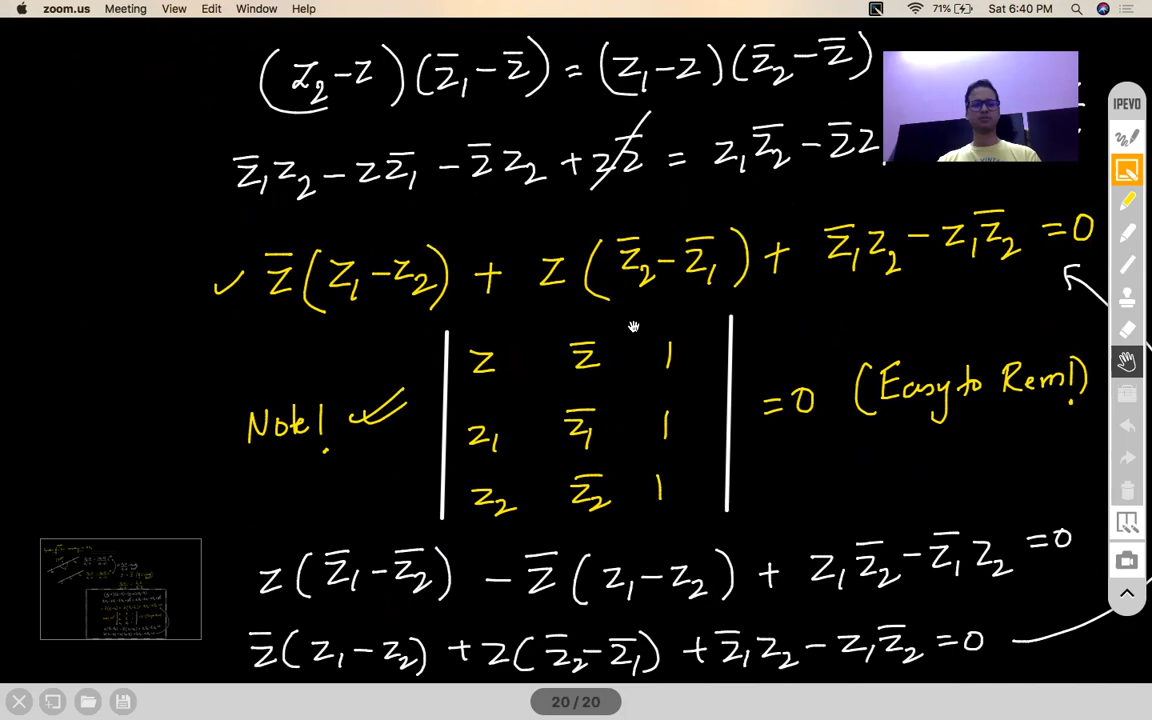 zoom.us Meeting View Edit Window Help 71% Sat 6:40 PM
(z₂-z)(z̅₁-z̅)=(z₁-z)(z̅₂-z̅)
IPEVO
z̅₁z₂-zz̅₁-z̅z₂+zz̅=z₁z̅₂-z̅z
✓z̅(z₁-z₂)+z(z̅₂-z̅₁)+z̅₁z₂-z₁z̅₂=0
z z̅ 1
Note! ✓ z₁ z̅₁ 1 =0 (Easy to Rem!)
z₂ z̅₂ 1
z(z̅₁-z̅₂)-z̅(z₁-z₂)+z₁z̅₂-z̅₁z₂=0
z̅(z₁-z₂)+z(z̅₂-z̅₁)+z̅₁z₂-z₁z̅₂=0
20 / 20